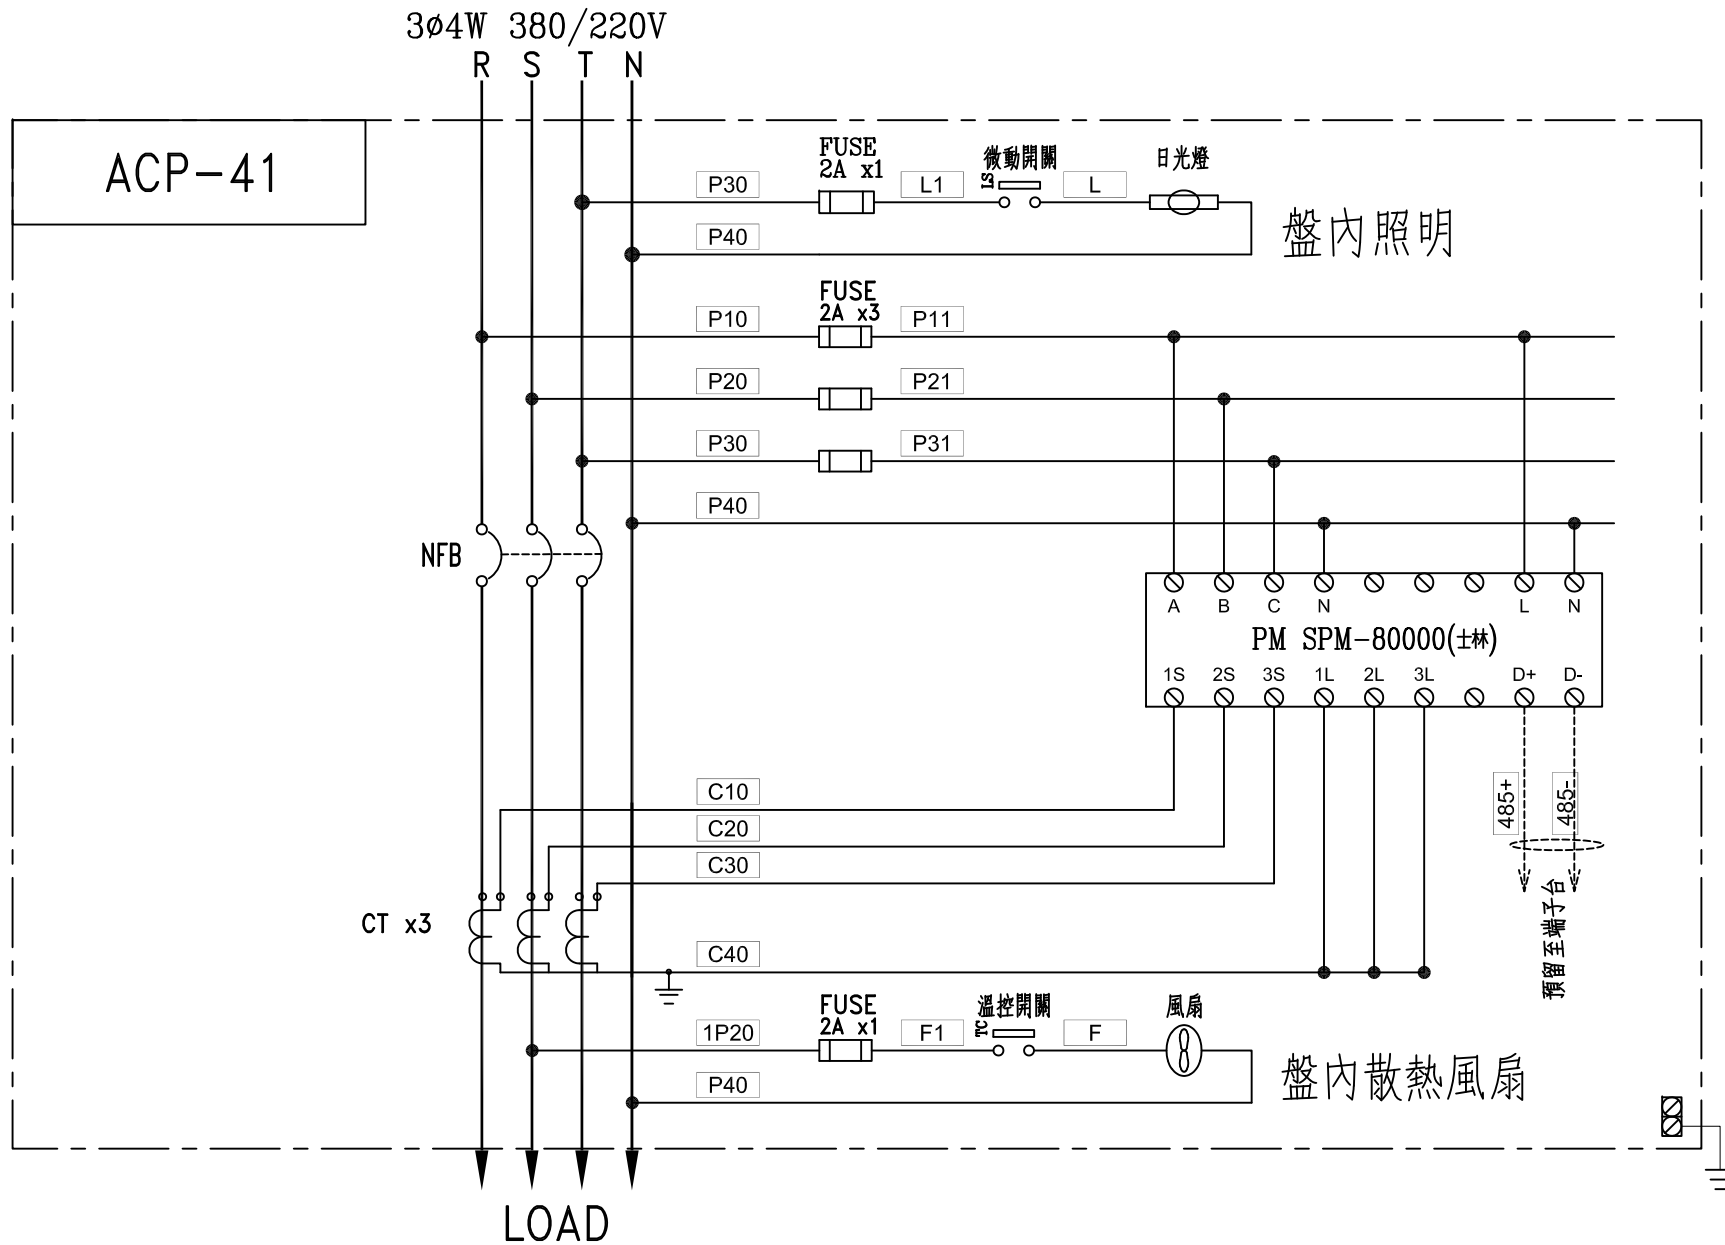 3ø4W 380/220V
R S T N
ACP-41
FUSE
2A x1
微動開關
日光燈
P30
L1
LS
L
P40
盤內照明
FUSE
2A x3
P10
P11
P20
P21
P30
P31
P40
NFB
A B C N L N
PM SPM-80000(士林)
1S 2S 3S 1L 2L 3L D+ D-
C10
C20
C30
485+
485-
CT x3
C40
預留至端子台
FUSE
2A x1
溫控開關
風扇
1P20
F1
TC
F
P40
盤內散熱風扇
LOAD